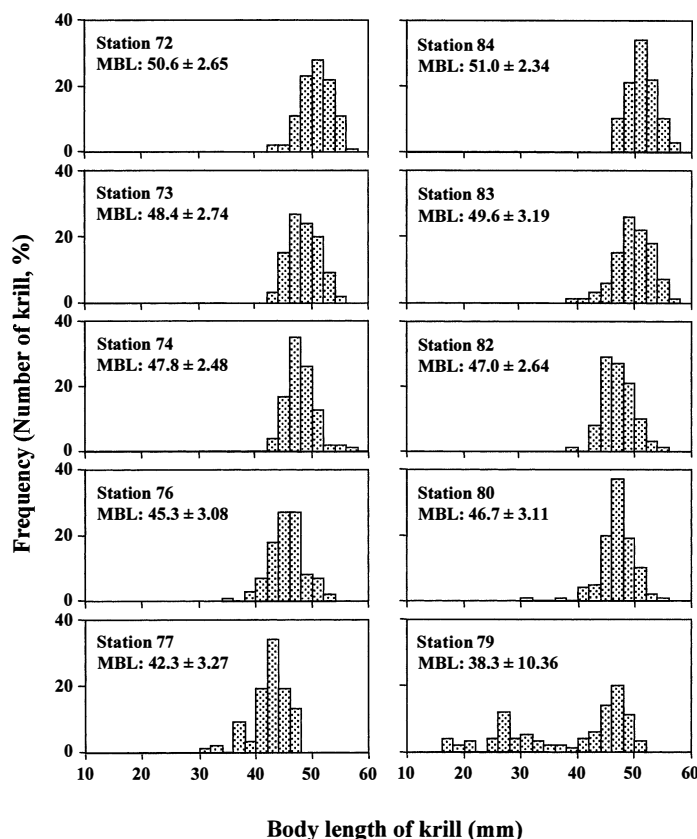 Frequency (Number of krill, %)
40
20
0
Station 72
MBL: 50.6 ± 2.65
Station 84
MBL: 51.0 ± 2.34
40
20
0
Station 73
MBL: 48.4 ± 2.74
Station 83
MBL: 49.6 ± 3.19
40
20
0
Station 74
MBL: 47.8 ± 2.48
Station 82
MBL: 47.0 ± 2.64
40
20
0
Station 76
MBL: 45.3 ± 3.08
Station 80
MBL: 46.7 ± 3.11
40
20
0
Station 77
MBL: 42.3 ± 3.27
Station 79
MBL: 38.3 ± 10.36
10 20 30 40 50 60
10 20 30 40 50 60
Body length of krill (mm)